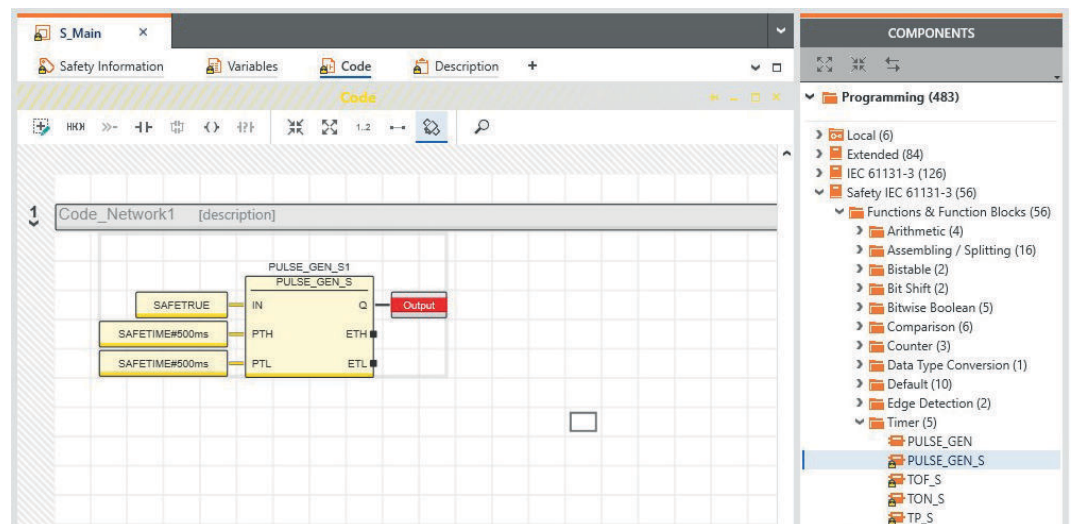 S_Main ×
COMPONENTS
Safety Information Variables Code Description +
Code
1..2
Programming (483)
Local (6)
Extended (84)
IEC 61131-3 (126)
Safety IEC 61131-3 (56)
Functions & Function Blocks (56)
Arithmetic (4)
Assembling / Splitting (16)
Bistable (2)
Bit Shift (2)
Bitwise Boolean (5)
Comparison (6)
Counter (3)
Data Type Conversion (1)
Default (10)
Edge Detection (2)
Timer (5)
PULSE_GEN
PULSE_GEN_S
TOF_S
TON_S
TP_S
1 Code_Network1 [description]
PULSE_GEN_S1
PULSE_GEN_S
SAFETRUE IN Q Output
SAFETIME#500ms PTH ETH
SAFETIME#500ms PTL ETL